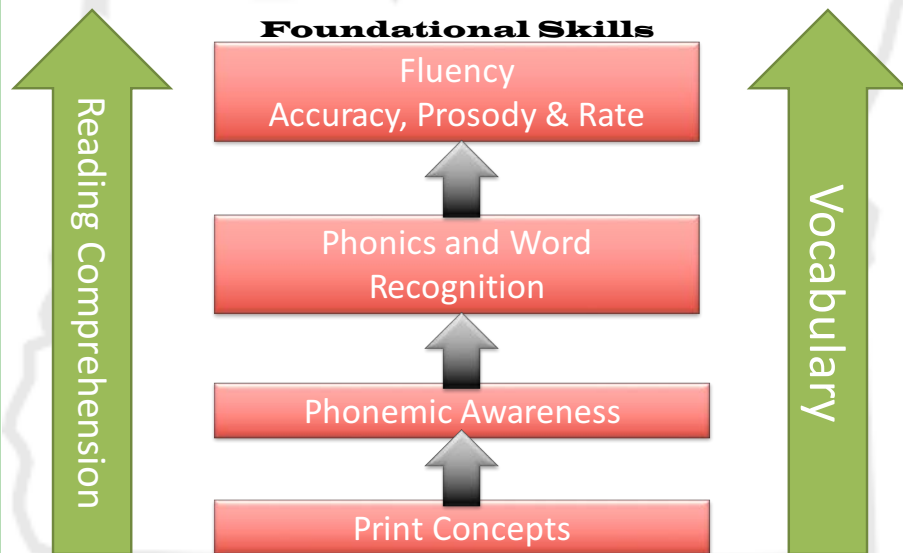 Foundational Skills
Reading Comprehension
Fluency
Accuracy, Prosody & Rate
Phonics and Word
Recognition
Phonemic Awareness
Print Concepts
Vocabulary